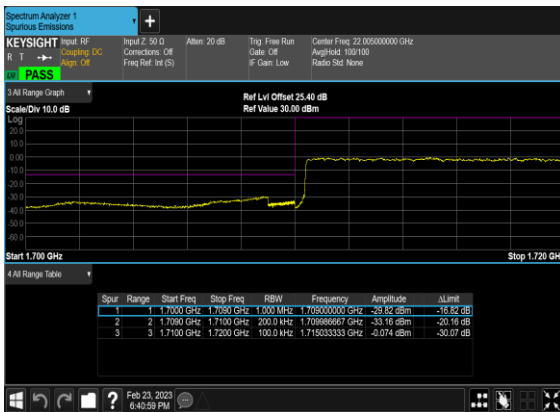 Spectrum Analyzer 1
Spurious Emissions
KEYSIGHT Input: RF Input Z: 50 Ω Atten: 20 dB Trig: Free Run Center Freq: 22.005000000 GHz
R T Coupling: DC Corrections: Off Gate: Off Avg|Hold: 100/100
Align: Off Freq Ref: Int (S) IF Gain: Low Radio Std: None
LV PASS
3 All Range Graph
Ref Lvl Offset 25.40 dB
Scale/Div 10.0 dB Ref Value 30.00 dBm
Log
20.0
10.0
0.00
-10.0
-20.0
-30.0
-40.0
-50.0
-60.0
Start 1.700 GHz Stop 1.720 GH
4 All Range Table
Spur Range Start Freq Stop Freq RBW Frequency Amplitude ΔLimit
1 1 1.7000 GHz 1.7090 GHz 1.000 MHz 1.709000000 GHz -29.82 dBm -16.82 dB
2 2 1.7090 GHz 1.7100 GHz 200.0 kHz 1.709986667 GHz -33.16 dBm -20.16 dB
3 3 1.7100 GHz 1.7200 GHz 100.0 kHz 1.715033333 GHz -0.074 dBm -30.07 dB
Feb 23, 2023
6:40:59 PM